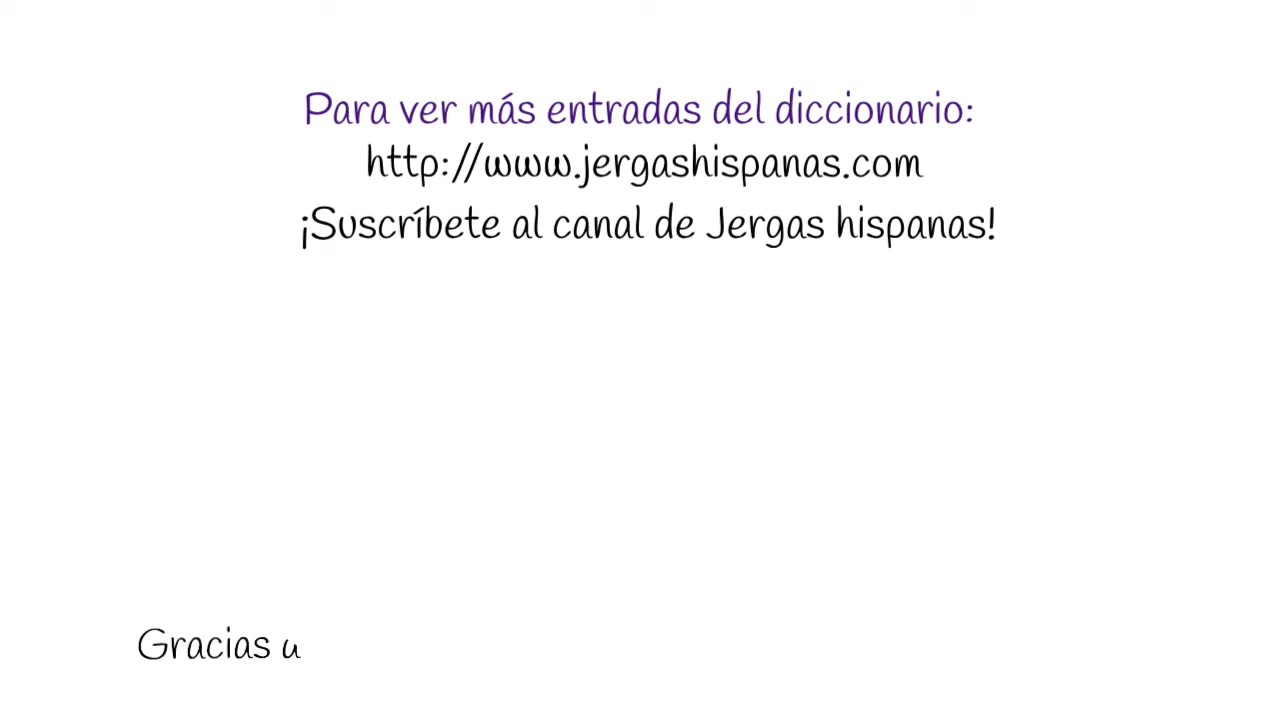 Para ver más entradas del diccionario:
http://www.jergashispanas.com
¡Suscríbete al canal de Jergas hispanas!
Gracias